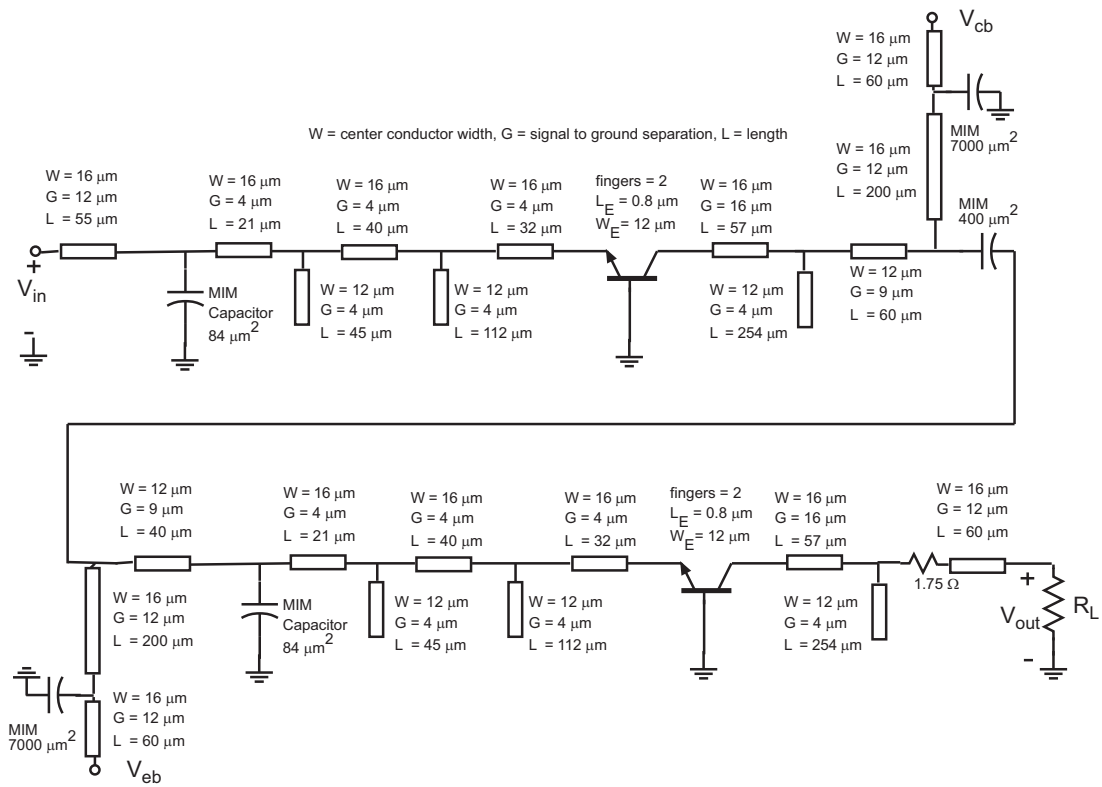 V_cb
W = 16 μm
G = 12 μm
L = 60 μm
MIM
7000 μm²
W = center conductor width, G = signal to ground separation, L = length
W = 16 μm
G = 12 μm
L = 200 μm
MIM
400 μm²
W = 16 μm
G = 12 μm
L = 55 μm
W = 16 μm
G = 4 μm
L = 21 μm
W = 16 μm
G = 4 μm
L = 40 μm
W = 16 μm
G = 4 μm
L = 32 μm
fingers = 2
L_E = 0.8 μm
W_E = 12 μm
W = 16 μm
G = 16 μm
L = 57 μm
+
V_in
-
MIM
Capacitor
84 μm²
W = 12 μm
G = 4 μm
L = 45 μm
W = 12 μm
G = 4 μm
L = 112 μm
W = 12 μm
G = 4 μm
L = 254 μm
W = 12 μm
G = 9 μm
L = 60 μm
W = 12 μm
G = 9 μm
L = 40 μm
W = 16 μm
G = 4 μm
L = 21 μm
W = 16 μm
G = 4 μm
L = 40 μm
W = 16 μm
G = 4 μm
L = 32 μm
fingers = 2
L_E = 0.8 μm
W_E = 12 μm
W = 16 μm
G = 16 μm
L = 57 μm
W = 16 μm
G = 12 μm
L = 60 μm
W = 16 μm
G = 12 μm
L = 200 μm
MIM
Capacitor
84 μm²
W = 12 μm
G = 4 μm
L = 45 μm
W = 12 μm
G = 4 μm
L = 112 μm
W = 12 μm
G = 4 μm
L = 254 μm
1.75 Ω
+
V_out
-
R_L
MIM
7000 μm²
W = 16 μm
G = 12 μm
L = 60 μm
V_eb